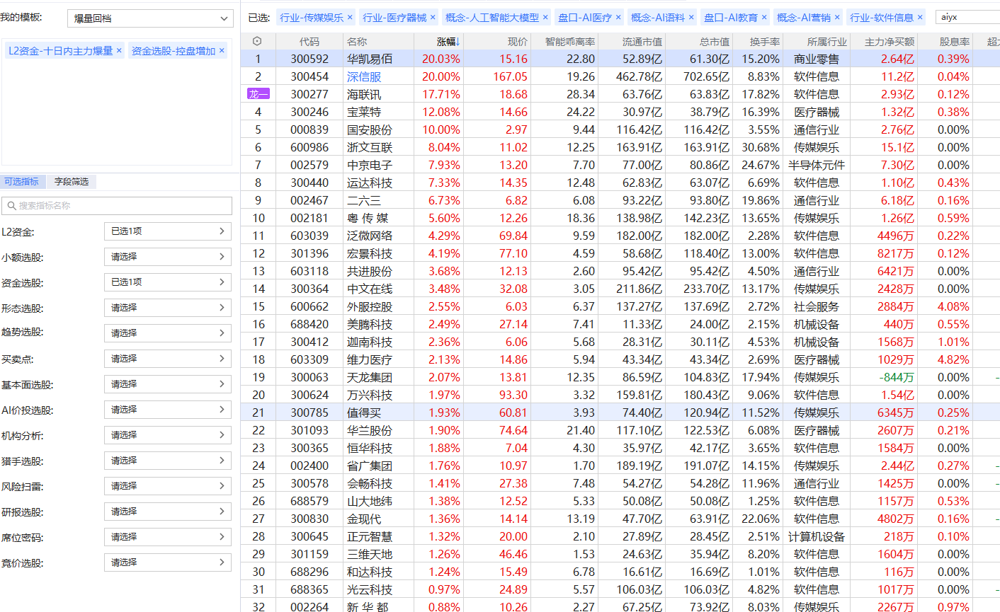 我的模板: 爆量回档
L2资金-十日内主力爆量 × 资金选股-控盘增加 ×
可选指标 字段筛选
搜索指标名称
L2资金: 已选1项
小额选股: 请选择
资金选股: 已选1项
形态选股: 请选择
趋势选股: 请选择
买卖点: 请选择
基本面选股: 请选择
AI价投选股: 请选择
机构分析: 请选择
猎手选股: 请选择
风险扫雷: 请选择
研报选股: 请选择
席位密码: 请选择
竞价选股: 请选择
已选: 行业-传媒娱乐 × 行业-医疗器械 × 概念-人工智能大模型 × 盘口-AI医疗 × 概念-AI语料 × 盘口-AI教育 × 概念-AI营销 × 行业-软件信息 × aiyx
代码 名称 涨幅↓ 现价 智能乖离率 流通市值 总市值 换手率 所属行业 主力净买额 股息率 超
1 300592 华凯易佰 20.03% 15.16 22.80 52.89亿 61.30亿 15.20% 商业零售 2.64亿 0.39%
2 300454 深信服 20.00% 167.05 19.26 462.78亿 702.65亿 8.83% 软件信息 11.2亿 0.04%
龙一 300277 海联讯 17.71% 18.68 28.34 63.76亿 63.83亿 17.82% 软件信息 2.93亿 0.12%
4 300246 宝莱特 12.08% 14.66 24.22 30.97亿 38.79亿 16.39% 医疗器械 1.32亿 0.38%
5 000839 国安股份 10.00% 2.97 9.44 116.42亿 116.42亿 3.55% 通信行业 2.76亿 0.00%
6 600986 浙文互联 8.04% 11.02 12.25 163.91亿 163.91亿 30.68% 传媒娱乐 15.1亿 0.00%
7 002579 中京电子 7.93% 13.20 7.70 77.00亿 80.86亿 24.67% 半导体元件 7.30亿 0.00%
8 300440 运达科技 7.33% 14.35 12.48 62.83亿 63.07亿 6.69% 软件信息 1.10亿 0.43%
9 002467 二六三 6.73% 6.82 6.08 93.22亿 93.80亿 19.86% 通信行业 6.18亿 0.16%
10 002181 粤 传 媒 5.60% 12.26 18.36 138.98亿 142.23亿 13.65% 传媒娱乐 1.26亿 0.59%
11 603039 泛微网络 4.29% 69.84 9.59 182.00亿 182.00亿 2.28% 软件信息 4496万 0.22%
12 301396 宏景科技 4.19% 77.10 4.59 58.68亿 118.40亿 13.00% 软件信息 8217万 0.12%
13 603118 共进股份 3.68% 12.13 2.60 95.42亿 95.42亿 4.50% 通信行业 6421万 0.00%
14 300364 中文在线 3.48% 32.08 3.05 211.86亿 233.70亿 13.17% 传媒娱乐 2428万 0.00%
15 600662 外服控股 2.55% 6.03 6.37 137.27亿 137.69亿 2.72% 社会服务 2884万 4.08%
16 688420 美腾科技 2.49% 27.14 7.41 11.33亿 24.00亿 2.15% 机械设备 440万 0.55%
17 300412 迦南科技 2.36% 6.06 5.68 28.31亿 30.11亿 4.53% 机械设备 1568万 1.01%
18 603309 维力医疗 2.13% 14.86 5.94 43.34亿 43.34亿 2.69% 医疗器械 1029万 4.82%
19 300063 天龙集团 2.07% 13.81 12.35 86.59亿 104.83亿 17.94% 传媒娱乐 -844万 0.00% -
20 300624 万兴科技 1.97% 93.30 3.32 159.81亿 180.43亿 9.06% 软件信息 1.54亿 0.00%
21 300785 值得买 1.93% 60.81 3.93 74.40亿 120.94亿 11.52% 传媒娱乐 6345万 0.25%
22 301093 华兰股份 1.90% 74.64 21.40 117.10亿 122.53亿 6.08% 医疗器械 2607万 0.21%
23 300365 恒华科技 1.88% 7.04 4.30 35.97亿 42.17亿 3.65% 软件信息 1584万 0.00%
24 002400 省广集团 1.76% 10.97 1.70 189.19亿 191.07亿 14.15% 传媒娱乐 2.44亿 0.27% -
25 300578 会畅科技 1.41% 27.38 7.48 54.27亿 54.28亿 11.96% 通信行业 1425万 0.00% -
26 688579 山大地纬 1.38% 12.52 5.33 50.08亿 50.08亿 1.25% 软件信息 1157万 0.53%
27 300830 金现代 1.36% 14.14 13.19 47.70亿 63.91亿 22.06% 软件信息 4802万 0.16% -
28 300645 正元智慧 1.32% 20.00 2.10 27.89亿 28.45亿 2.51% 计算机设备 218万 0.10%
29 301159 三维天地 1.26% 46.46 1.53 24.63亿 35.94亿 8.20% 软件信息 1604万 0.00%
30 688296 和达科技 1.24% 15.49 6.78 16.61亿 16.69亿 1.01% 软件信息 116万 0.00%
31 688365 光云科技 0.97% 24.89 5.57 106.03亿 106.03亿 4.82% 软件信息 1017万 0.00% -
32 002264 新 华 都 0.88% 10.26 2.27 67.25亿 73.92亿 8.03% 传媒娱乐 2267万 0.97%